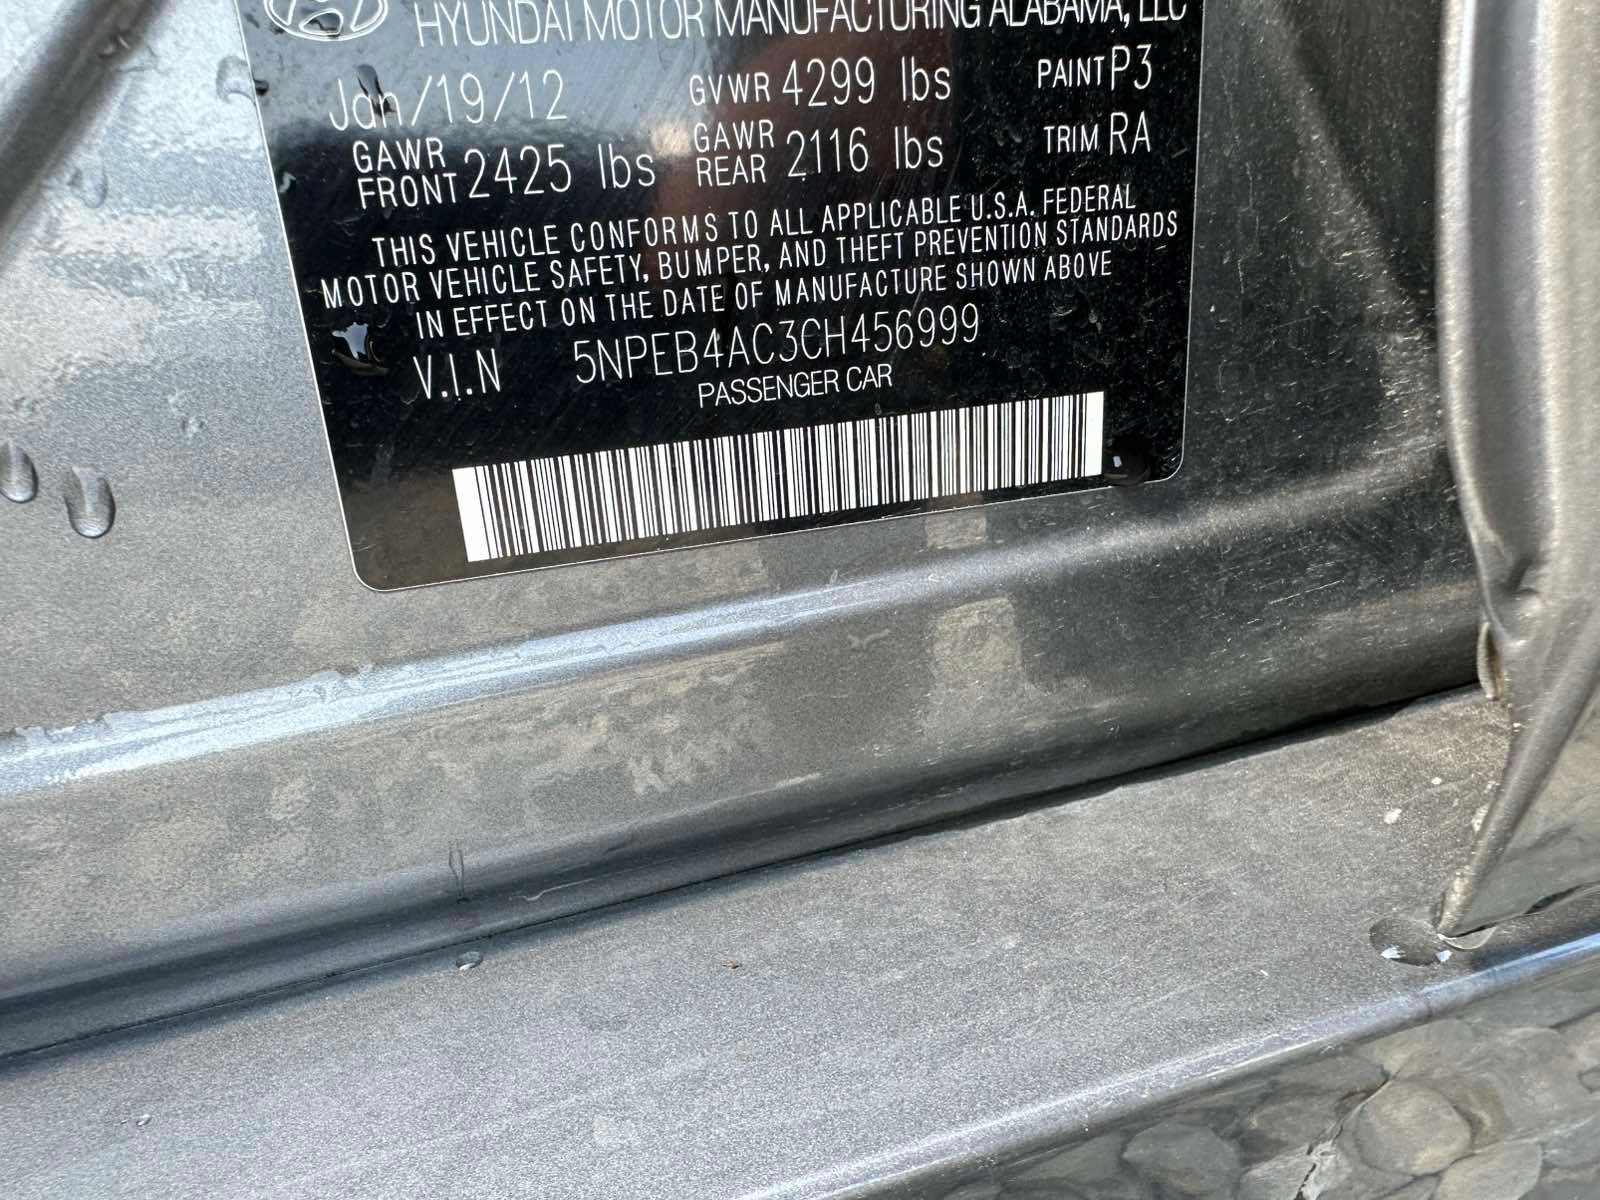 HYUNDAI MOTOR MANUFACTURING ALABAMA, LLC
Jan/19/12 GVWR 4299 lbs PAINT P3
GAWR FRONT 2425 lbs GAWR REAR 2116 lbs TRIM RA
THIS VEHICLE CONFORMS TO ALL APPLICABLE U.S.A. FEDERAL
MOTOR VEHICLE SAFETY, BUMPER, AND THEFT PREVENTION STANDARDS
IN EFFECT ON THE DATE OF MANUFACTURE SHOWN ABOVE
V.I.N 5NPEB4AC3CH456999
PASSENGER CAR